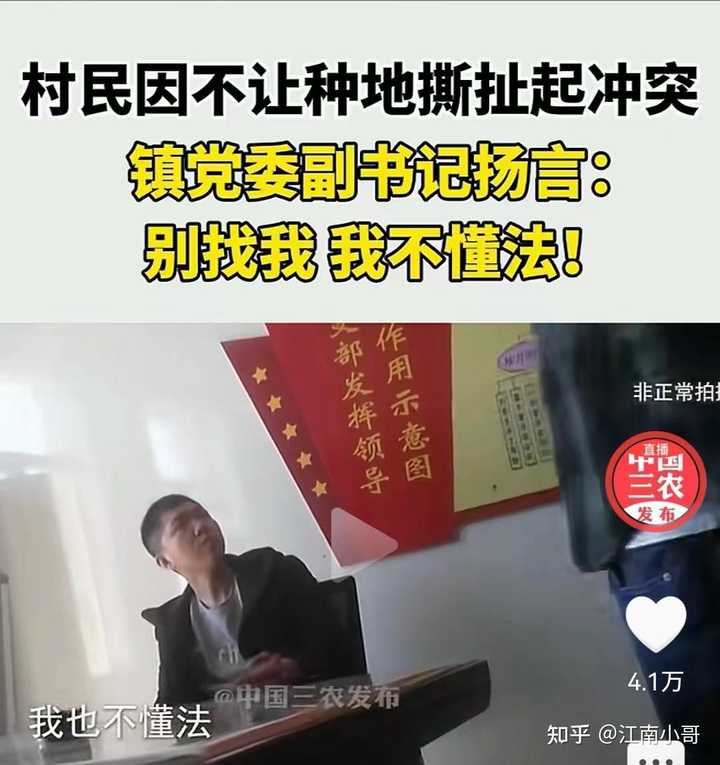 村民因不让种地撕扯起冲突
镇党委副书记扬言：
别找我 我不懂法！
作用示意图
支部发挥领导
非正常拍摄
直播
中国
三农
发布
4.1万
@中国三农发布
我也不懂法
知乎 @江南小哥